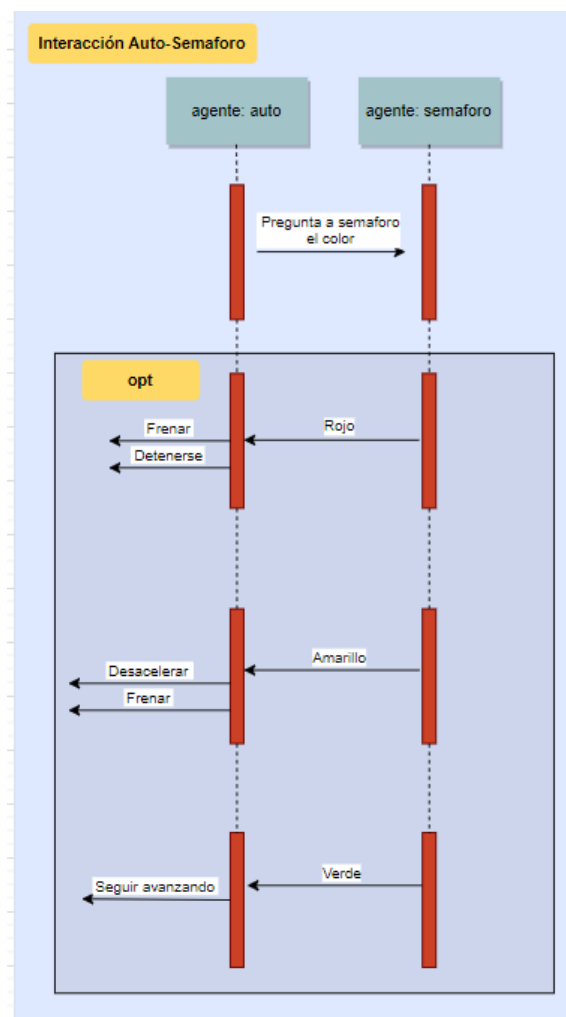 Interacción Auto-Semaforo
agente: auto
agente: semaforo
Pregunta a semaforo
el color
opt
Rojo
Frenar
Detenerse
Amarillo
Desacelerar
Frenar
Verde
Seguir avanzando